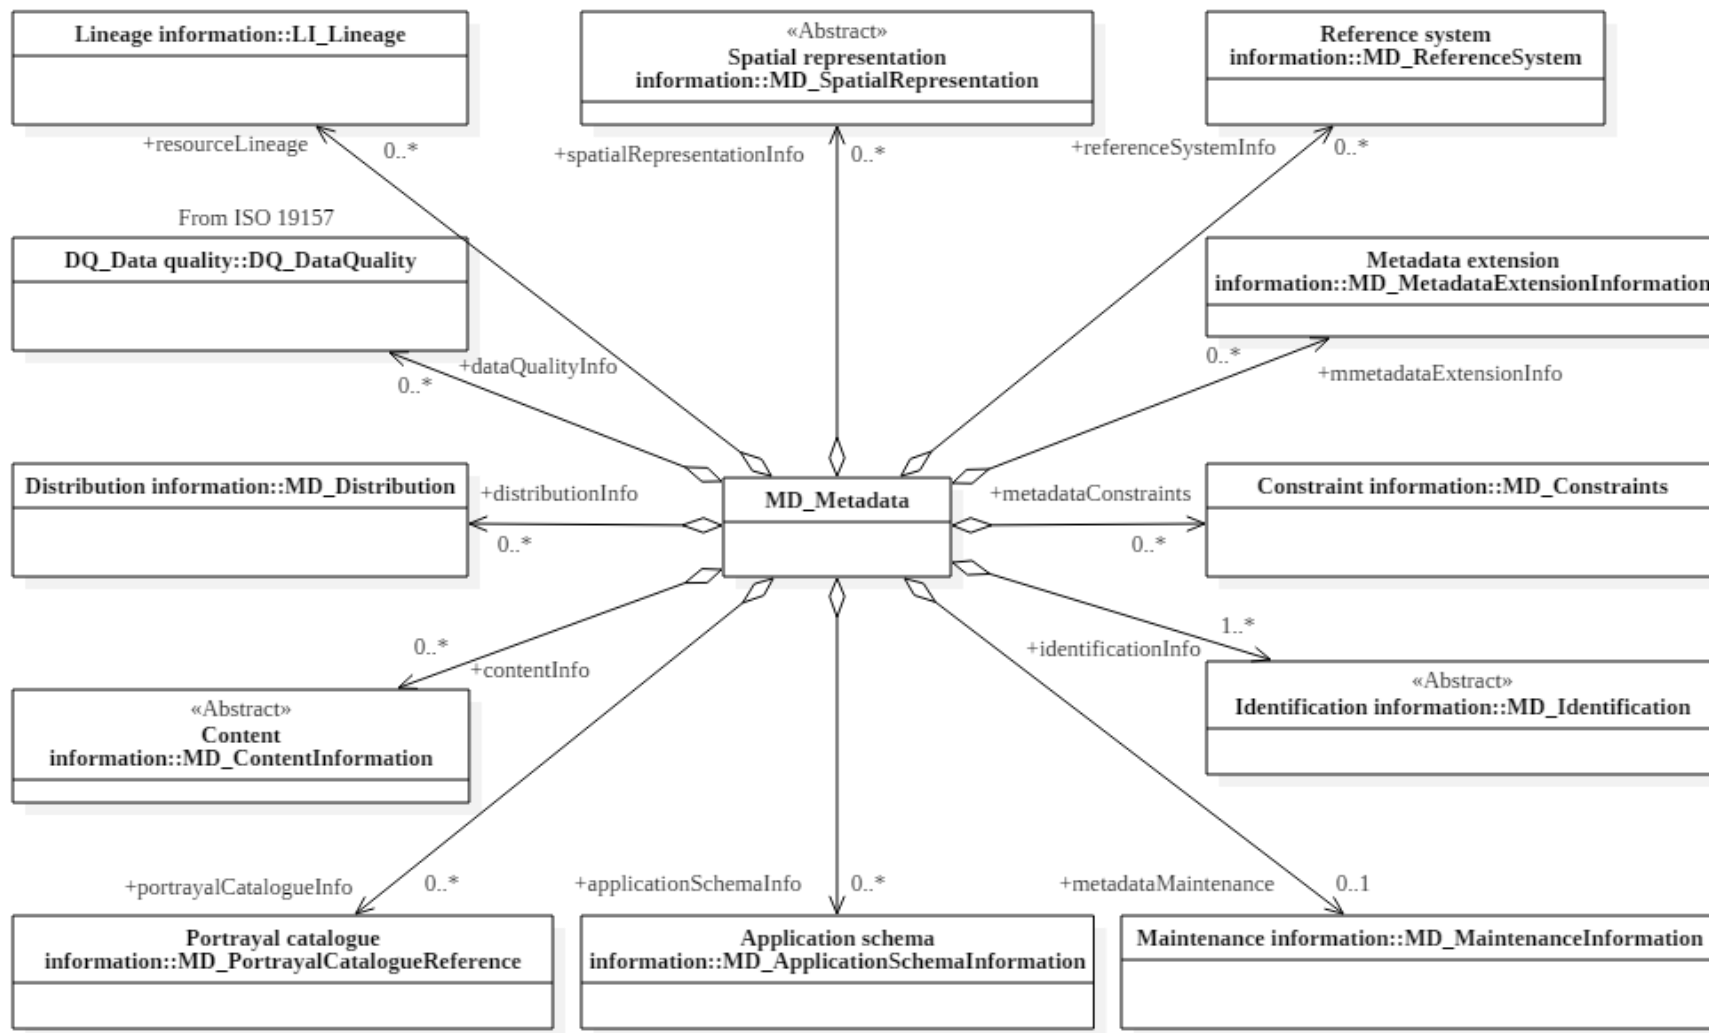 Lineage information::LI_Lineage
«Abstract»
Spatial representation
information::MD_SpatialRepresentation
Reference system
information::MD_ReferenceSystem
+resourceLineage
0..*
+spatialRepresentationInfo
0..*
+referenceSystemInfo
0..*
From ISO 19157
DQ_Data quality::DQ_DataQuality
Metadata extension
information::MD_MetadataExtensionInformation
+dataQualityInfo
0..*
0..*
+mmetadataExtensionInfo
Distribution information::MD_Distribution
+distributionInfo
0..*
MD_Metadata
+metadataConstraints
0..*
Constraint information::MD_Constraints
0..*
+contentInfo
1..*
+identificationInfo
«Abstract»
Content
information::MD_ContentInformation
«Abstract»
Identification information::MD_Identification
+portrayalCatalogueInfo
0..*
+applicationSchemaInfo
0..*
+metadataMaintenance
0..1
Portrayal catalogue
information::MD_PortrayalCatalogueReference
Application schema
information::MD_ApplicationSchemaInformation
Maintenance information::MD_MaintenanceInformation